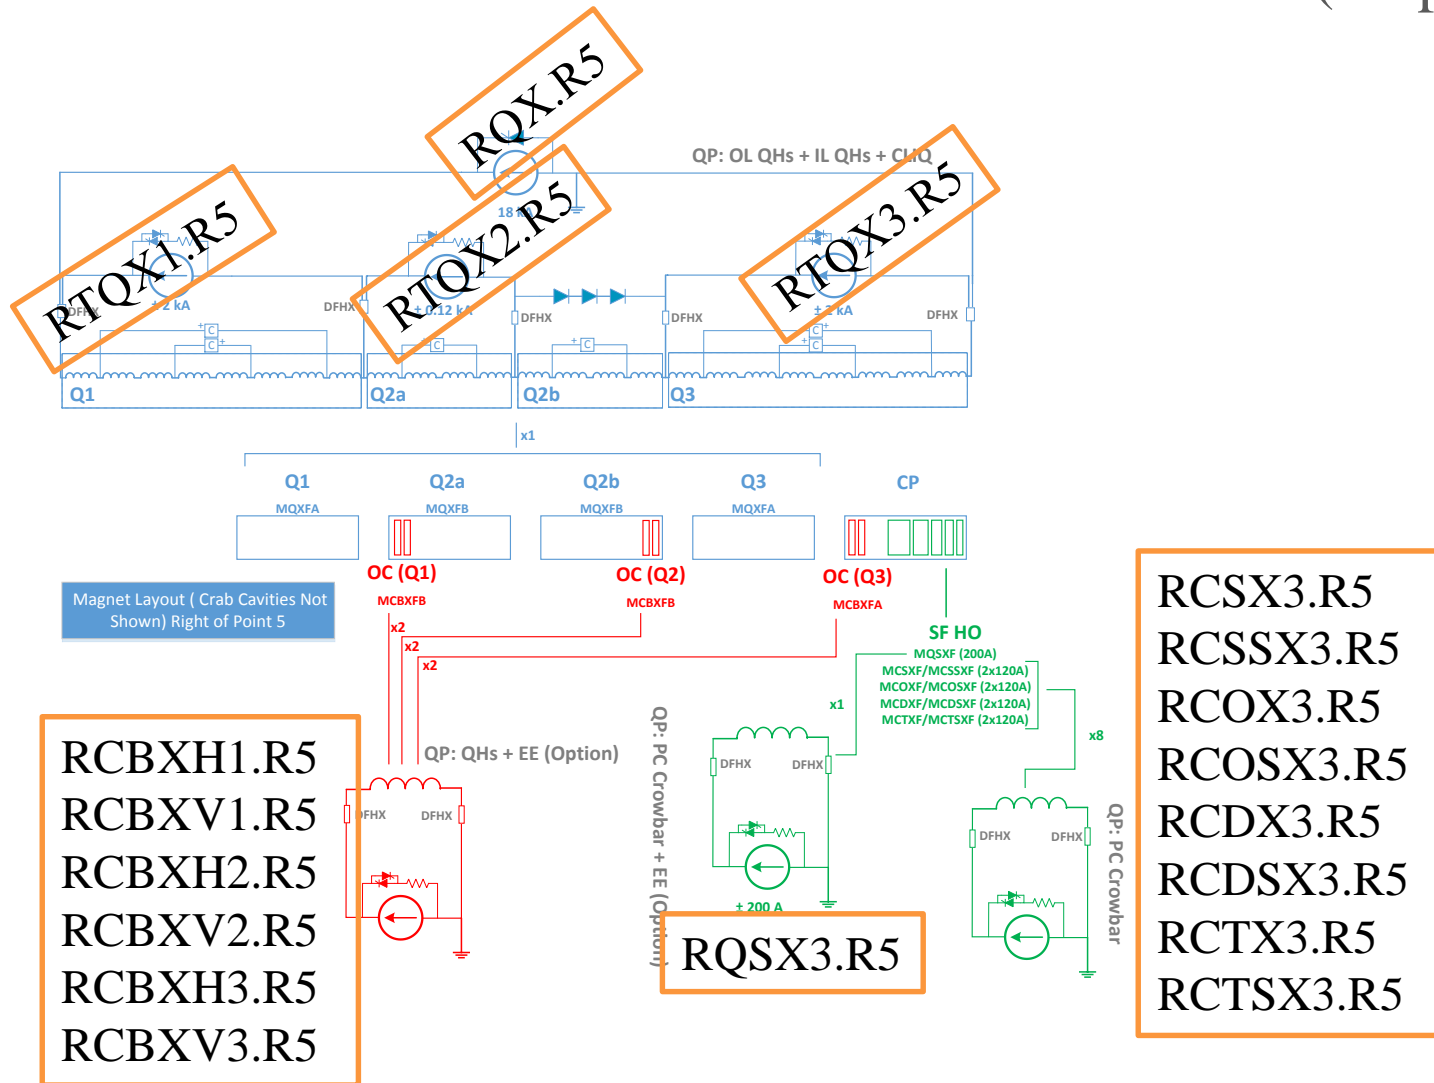 RQX.R5
QP: OL QHs + IL QHs + CLIQ
18 kA
RTQX1.R5
RTQX2.R5
RTQX3.R5
± 2 kA
± 0.12 kA
± 2 kA
DFHX
DFHX
DFHX
DFHX
DFHX
+ C
C +
+ C
+ C
C +
C +
Q1
Q2a
Q2b
Q3
x1
Q1
Q2a
Q2b
Q3
CP
MQXFA
MQXFB
MQXFB
MQXFA
OC (Q1)
OC (Q2)
OC (Q3)
MCBXFB
MCBXFB
MCBXFA
Magnet Layout ( Crab Cavities Not
Shown) Right of Point 5
x2
x2
x2
SF HO
MQSXF (200A)
MCSXF/MCSSXF (2x120A)
MCOXF/MCOSXF (2x120A)
MCDXF/MCDSXF (2x120A)
MCTXF/MCTSXF (2x120A)
x1
x8
QP: QHs + EE (Option)
DFHX
DFHX
QP: PC Crowbar + EE (Option)
DFHX
DFHX
± 200 A
DFHX
DFHX
QP: PC Crowbar
RCBXH1.R5
RCBXV1.R5
RCBXH2.R5
RCBXV2.R5
RCBXH3.R5
RCBXV3.R5
RQSX3.R5
RCSX3.R5
RCSSX3.R5
RCOX3.R5
RCOSX3.R5
RCDX3.R5
RCDSX3.R5
RCTX3.R5
RCTSX3.R5